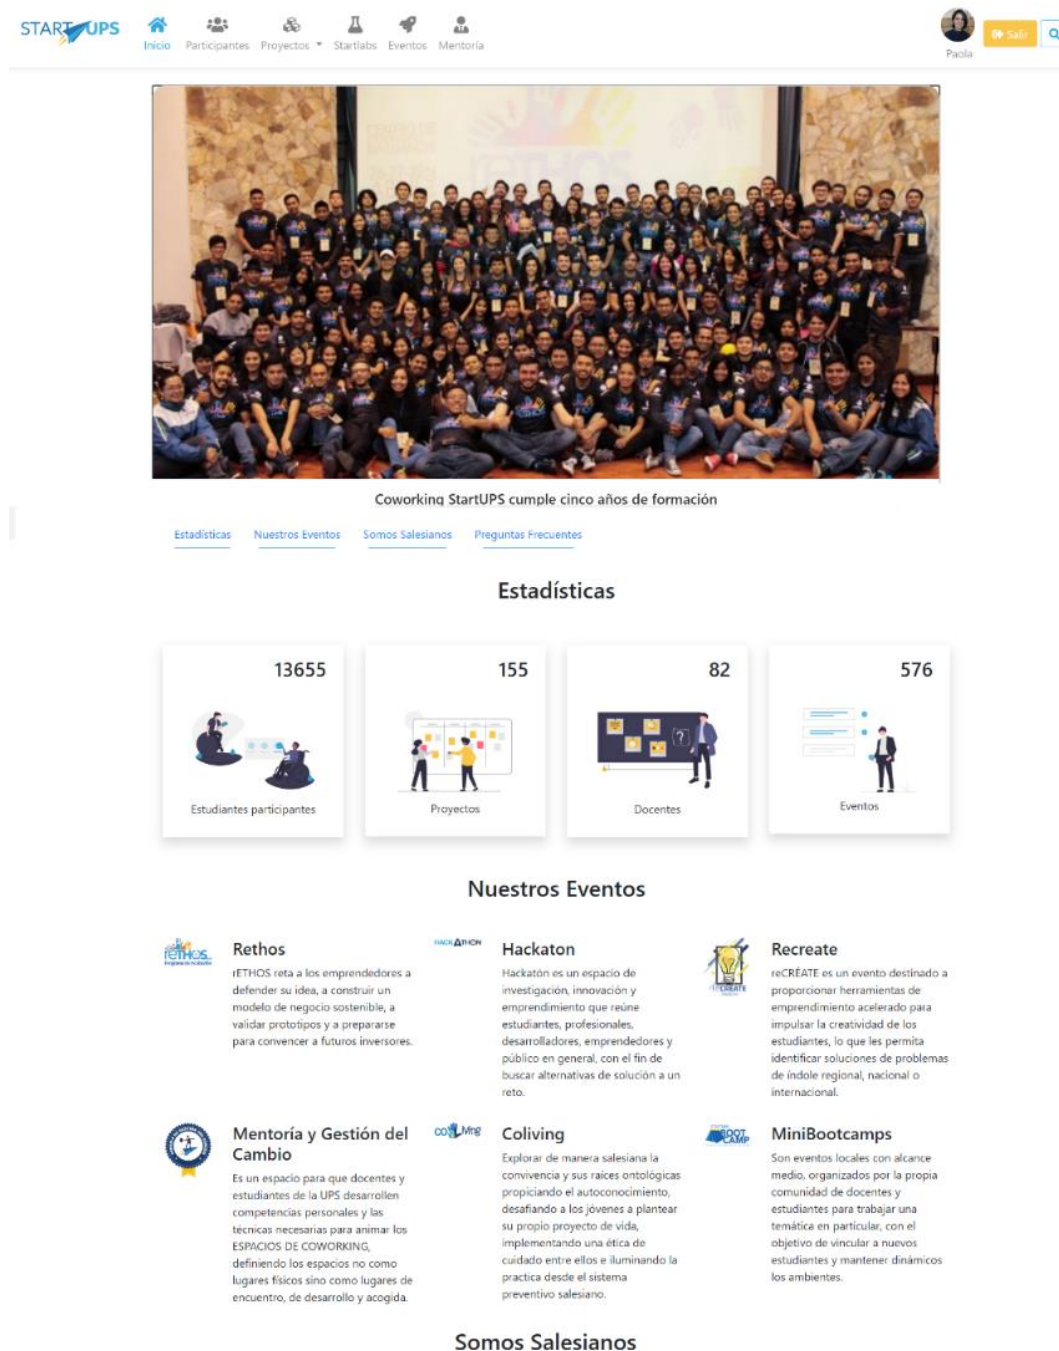 START UPS
Inicio
Participantes
Proyectos
Startlabs
Eventos
Mentoría
Paola
Salir
Coworking StartUPS cumple cinco años de formación
Estadísticas
Nuestros Eventos
Somos Salesianos
Preguntas Frecuentes
Estadísticas
13655
Estudiantes participantes
155
Proyectos
82
?
Docentes
576
Eventos
Nuestros Eventos
reTHOS
Rethos
rETHOS reta a los emprendedores a
defender su idea, a construir un
modelo de negocio sostenible, a
validar prototipos y a prepararse
para convencer a futuros inversores.
HACKATHON
Hackaton
Hackatón es un espacio de
investigación, innovación y
emprendimiento que reúne
estudiantes, profesionales,
desarrolladores, emprendedores y
público en general, con el fin de
buscar alternativas de solución a un
reto.
reCREATE
Recreate
reCRÉATE es un evento destinado a
proporcionar herramientas de
emprendimiento acelerado para
impulsar la creatividad de los
estudiantes, lo que les permita
identificar soluciones de problemas
de índole regional, nacional o
internacional.
Mentoría y Gestión del
Cambio
Es un espacio para que docentes y
estudiantes de la UPS desarrollen
competencias personales y las
técnicas necesarias para animar los
ESPACIOS DE COWORKING,
definiendo los espacios no como
lugares físicos sino como lugares de
encuentro, de desarrollo y acogida.
Coliving
Explorar de manera salesiana la
convivencia y sus raíces ontológicas
propiciando el autoconocimiento,
desafiando a los jóvenes a plantear
su propio proyecto de vida,
implementando una ética de
cuidado entre ellos e iluminando la
practica desde el sistema
preventivo salesiano.
BOOT
CAMP
MiniBootcamps
Son eventos locales con alcance
medio, organizados por la propia
comunidad de docentes y
estudiantes para trabajar una
temática en particular, con el
objetivo de vincular a nuevos
estudiantes y mantener dinámicos
los ambientes.
Somos Salesianos